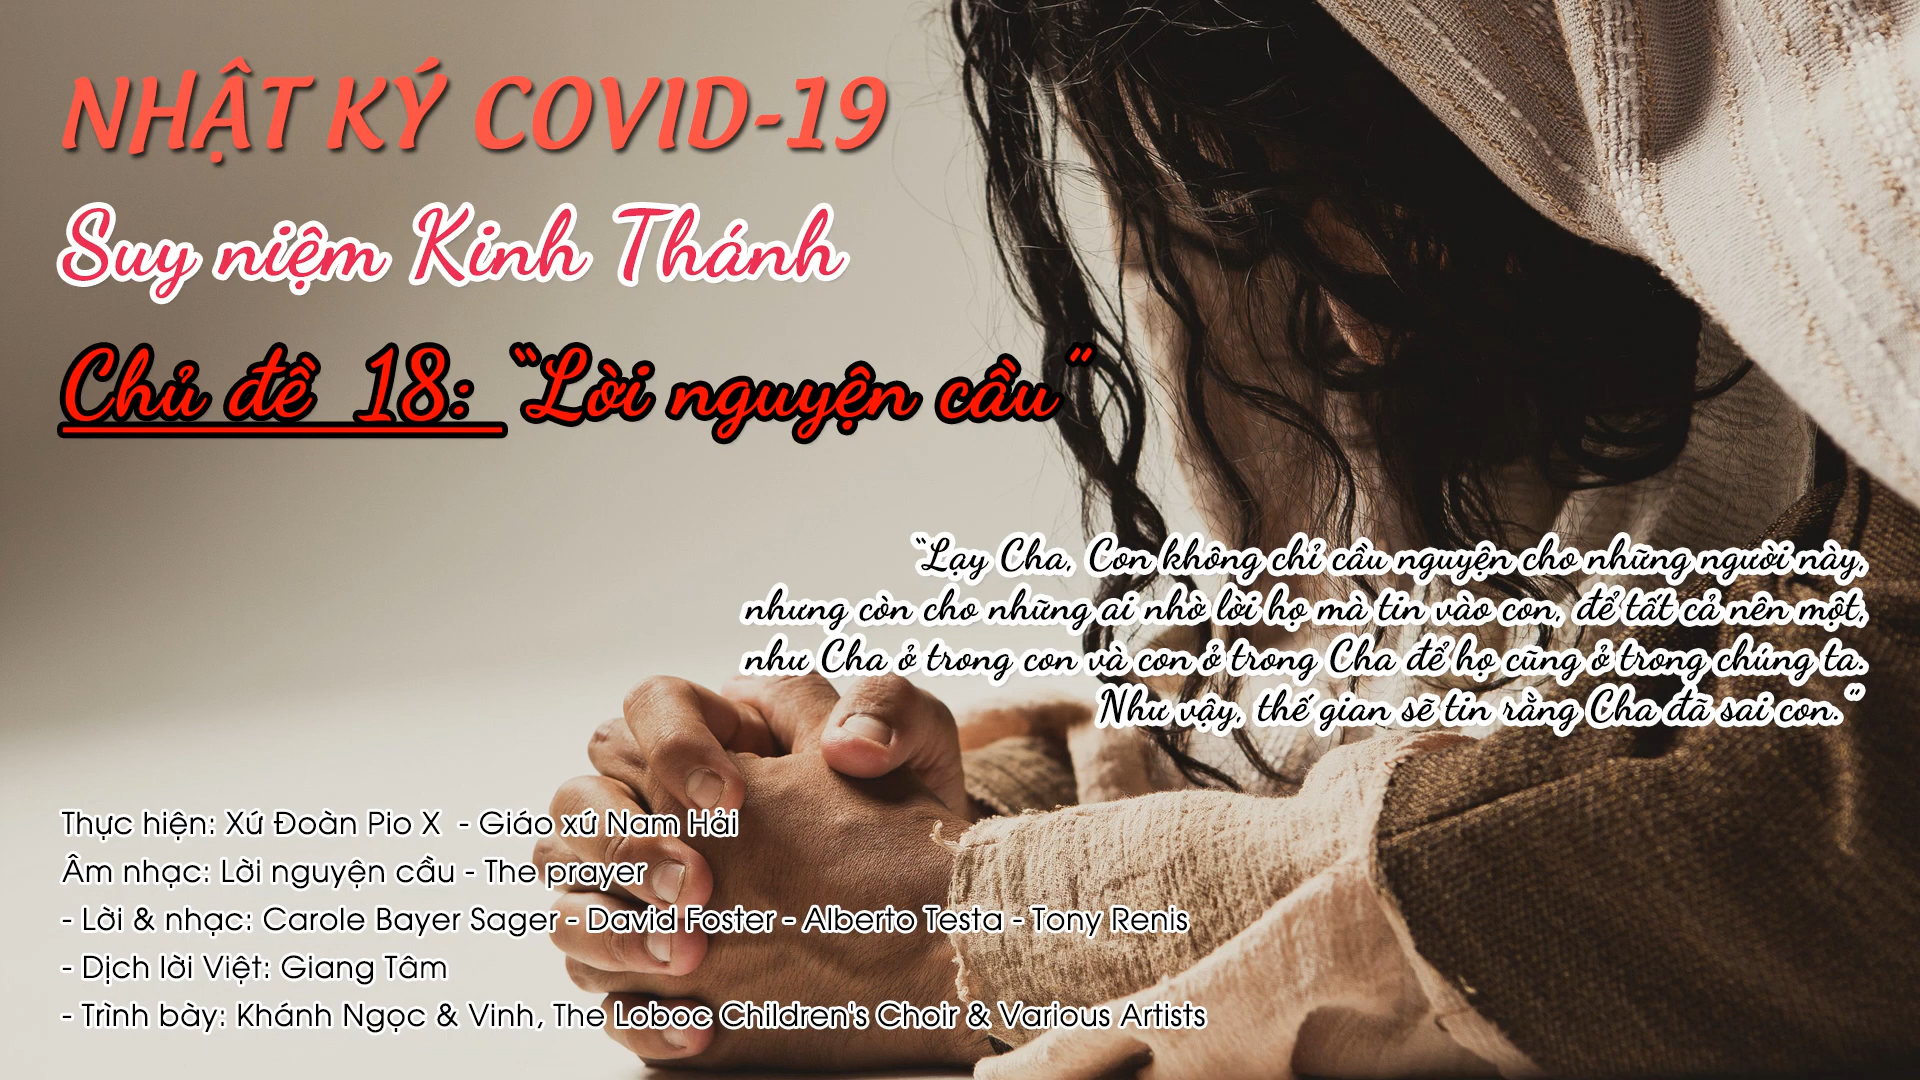 NHẬT KÝ COVID-19
Suy niệm Kinh Thánh
Chủ đề 18: "Lời nguyện cầu"
"Lạy Cha, Con không chỉ cầu nguyện cho những người này,
nhưng còn cho những ai nhờ lời họ mà tin vào con, để tất cả nên một,
như Cha ở trong con và con ở trong Cha để họ cũng ở trong chúng ta.
Như vậy, thế gian sẽ tin rằng Cha đã sai con."
Thực hiện: Xứ Đoàn Pio X - Giáo xứ Nam Hải
Âm nhạc: Lời nguyện cầu - The prayer
- Lời & nhạc: Carole Bayer Sager - David Foster - Alberto Testa - Tony Renis
- Dịch lời Việt: Giang Tâm
- Trình bày: Khánh Ngọc & Vinh, The Loboc Children's Choir & Various Artists